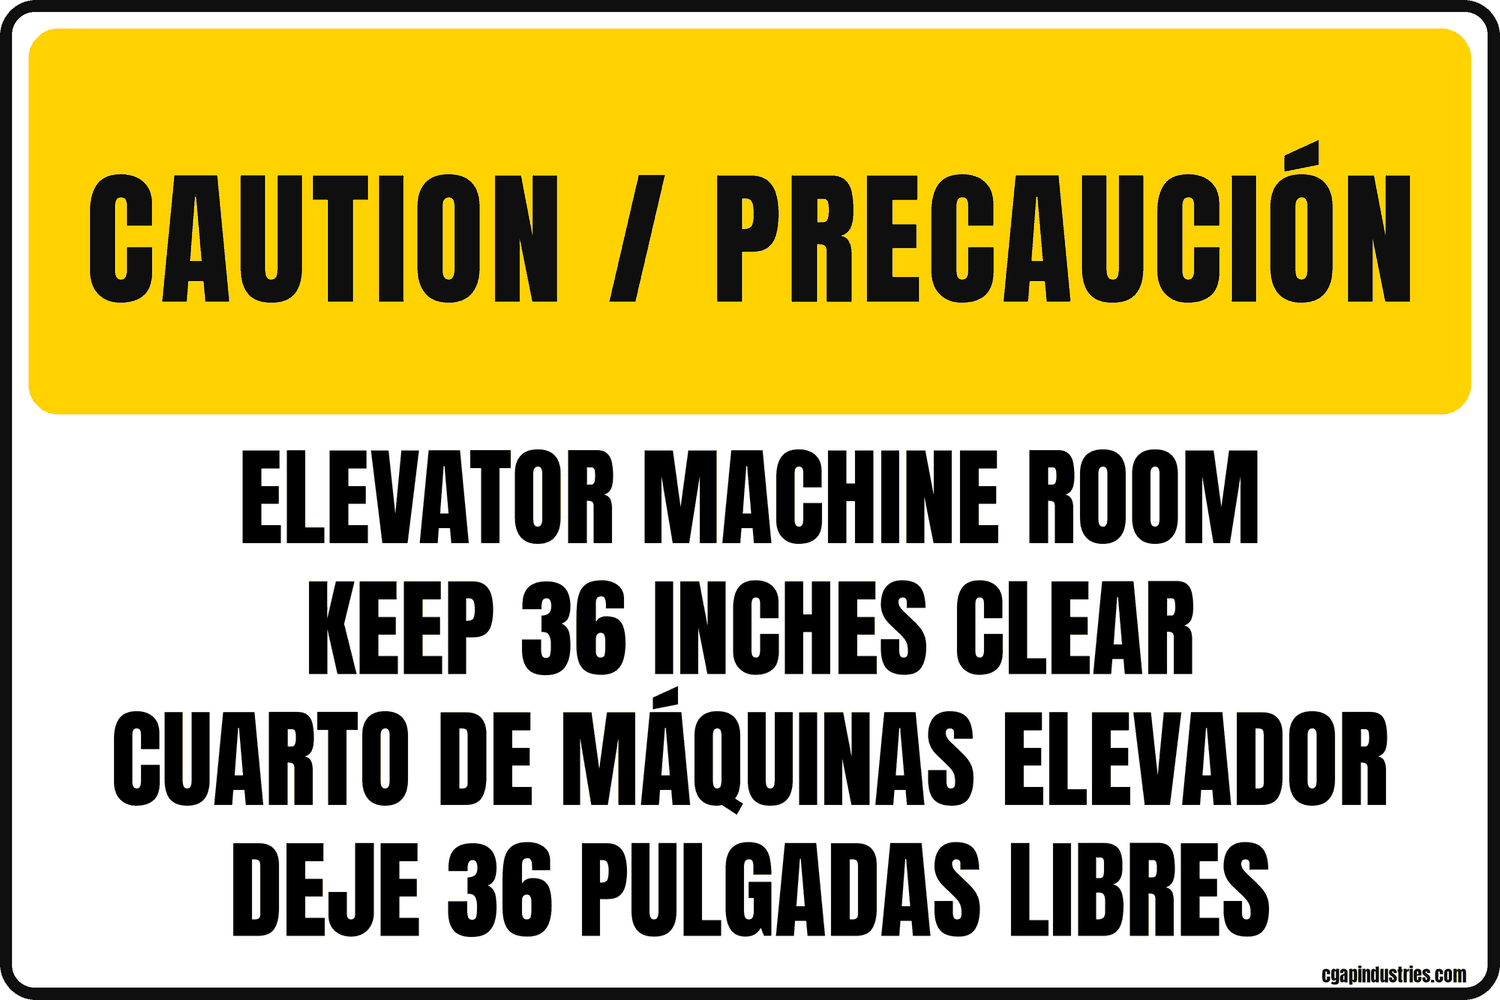 CAUTION / PRECAUCIÓN
ELEVATOR MACHINE ROOM
KEEP 36 INCHES CLEAR
CUARTO DE MÁQUINAS ELEVADOR
DEJE 36 PULGADAS LIBRES
cgapindustries.com